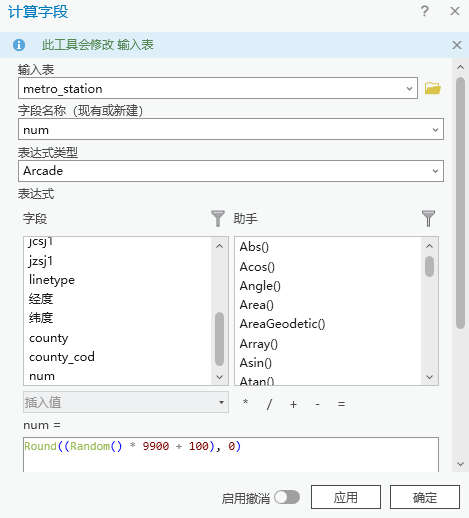 计算字段
? ×
此工具会修改 输入表
输入表
metro_station
字段名称（现有或新建）
num
表达式类型
Arcade
表达式
字段
助手
jcsj1
jzsj1
linetype
经度
纬度
county
county_cod
num
Abs()
Acos()
Angle()
Area()
AreaGeodetic()
Array()
Asin()
Atan()
插入值
* / + - =
num =
Round((Random() * 9900 + 100), 0)
启用撤消
应用
确定